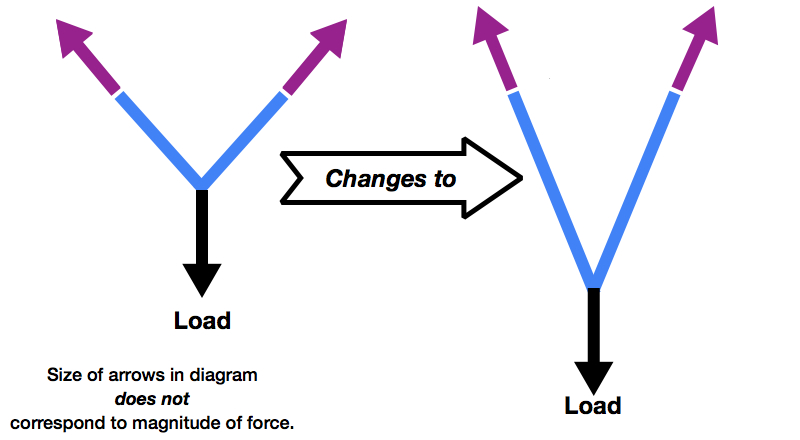 Changes to
Load
Load
Size of arrows in diagram
does not
correspond to magnitude of force.